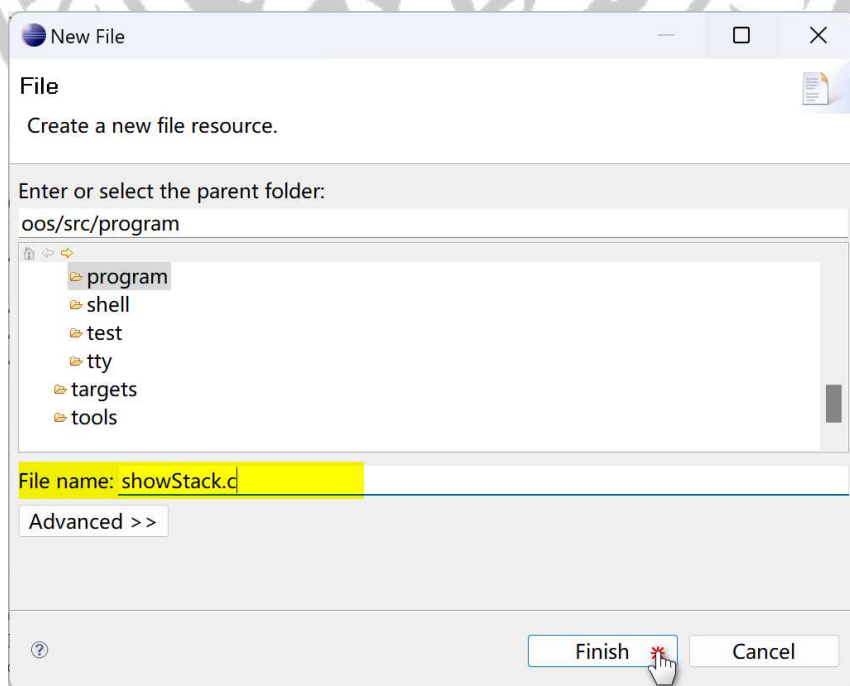 New File
File
Create a new file resource.
Enter or select the parent folder:
oos/src/program
program
shell
test
tty
targets
tools
File name: showStack.c
Advanced >>
Finish Cancel